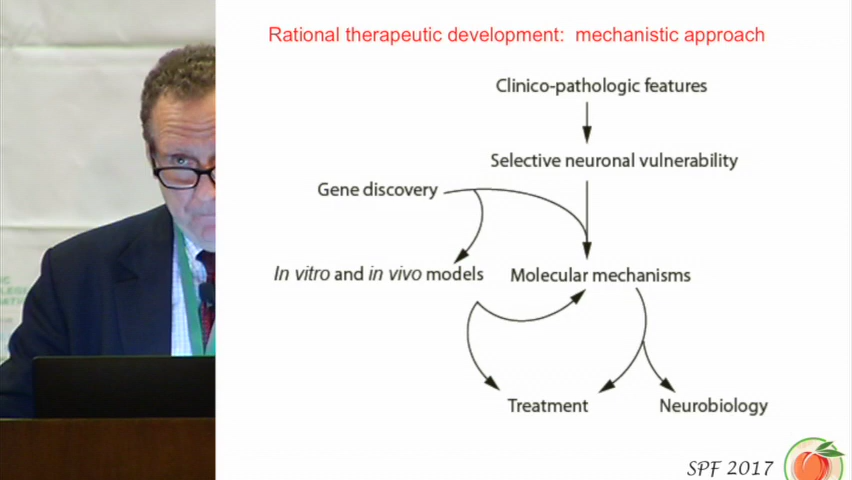 Rational therapeutic development: mechanistic approach
Clinico-pathologic features
Selective neuronal vulnerability
Gene discovery
In vitro and in vivo models
Molecular mechanisms
Treatment
Neurobiology
SPF 2017